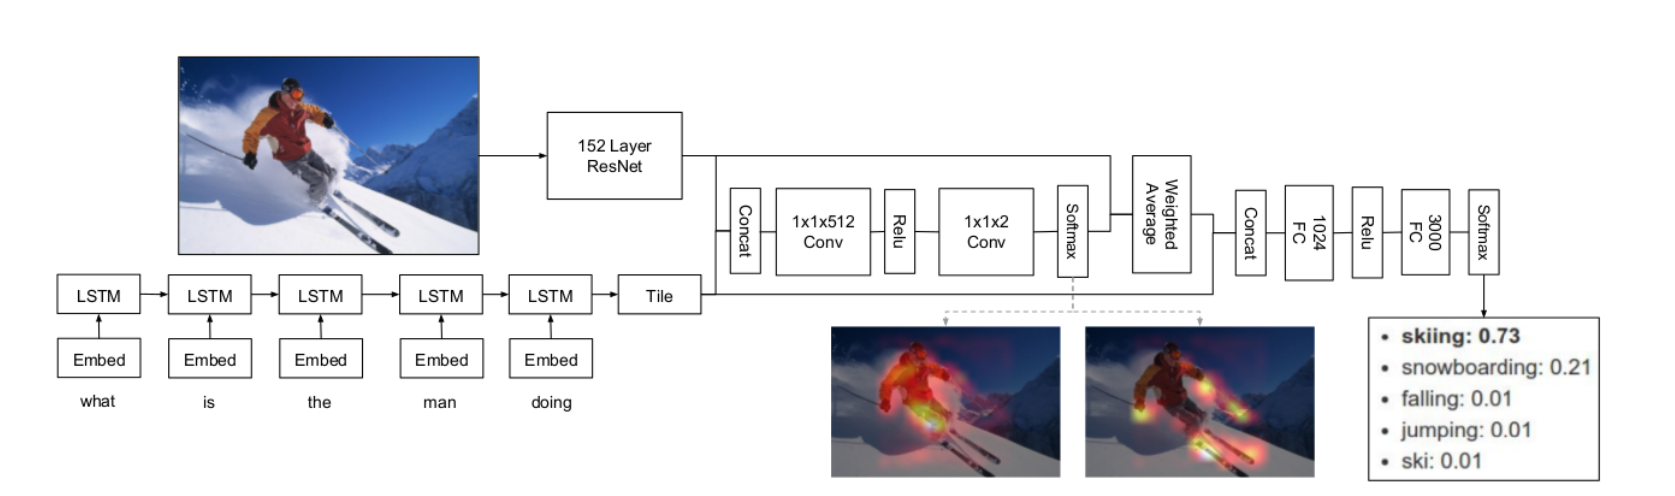 152 Layer
ResNet
Concat
1x1x512
Conv
Relu
1x1x2
Conv
Softmax
Weighted
Average
Concat
1024
FC
Relu
3000
FC
Softmax
LSTM
LSTM
LSTM
LSTM
LSTM
Tile
Embed
Embed
Embed
Embed
Embed
what
is
the
man
doing
• skiing: 0.73
• snowboarding: 0.21
• falling: 0.01
• jumping: 0.01
• ski: 0.01